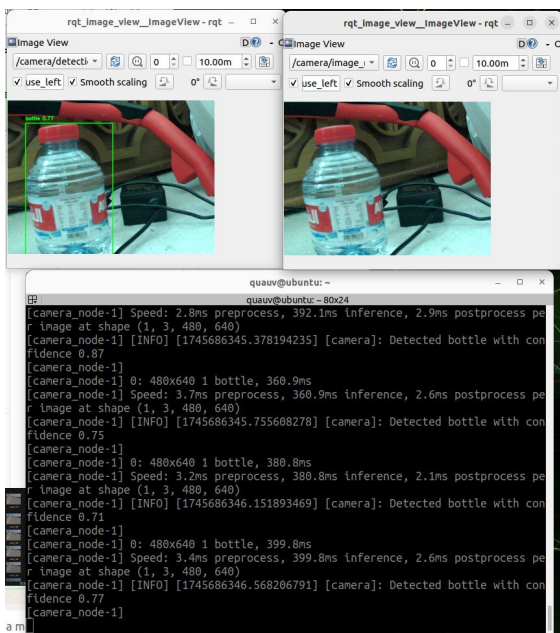 rqt_image_view__ImageView - rqt
Image View
D
/camera/detecti
0
10.00m
use_left
Smooth scaling
0°
bottle 0.77
rqt_image_view__ImageView - rqt
Image View
D
/camera/image_
0
10.00m
use_left
Smooth scaling
0°
quauv@ubuntu: ~
quauv@ubuntu: ~ 80x24
[camera_node-1] Speed: 2.8ms preprocess, 392.1ms inference, 2.9ms postprocess pe
r image at shape (1, 3, 480, 640)
[camera_node-1] [INFO] [1745686345.378194235] [camera]: Detected bottle with con
fidence 0.87
[camera_node-1]
[camera_node-1] 0: 480x640 1 bottle, 360.9ms
[camera_node-1] Speed: 3.7ms preprocess, 360.9ms inference, 2.6ms postprocess pe
r image at shape (1, 3, 480, 640)
[camera_node-1] [INFO] [1745686345.755608278] [camera]: Detected bottle with con
fidence 0.75
[camera_node-1]
[camera_node-1] 0: 480x640 1 bottle, 380.8ms
[camera_node-1] Speed: 3.2ms preprocess, 380.8ms inference, 2.1ms postprocess pe
r image at shape (1, 3, 480, 640)
[camera_node-1] [INFO] [1745686346.151893469] [camera]: Detected bottle with con
fidence 0.71
[camera_node-1]
[camera_node-1] 0: 480x640 1 bottle, 399.8ms
[camera_node-1] Speed: 3.4ms preprocess, 399.8ms inference, 2.6ms postprocess pe
r image at shape (1, 3, 480, 640)
[camera_node-1] [INFO] [1745686346.568206791] [camera]: Detected bottle with con
fidence 0.77
[camera_node-1]
a m